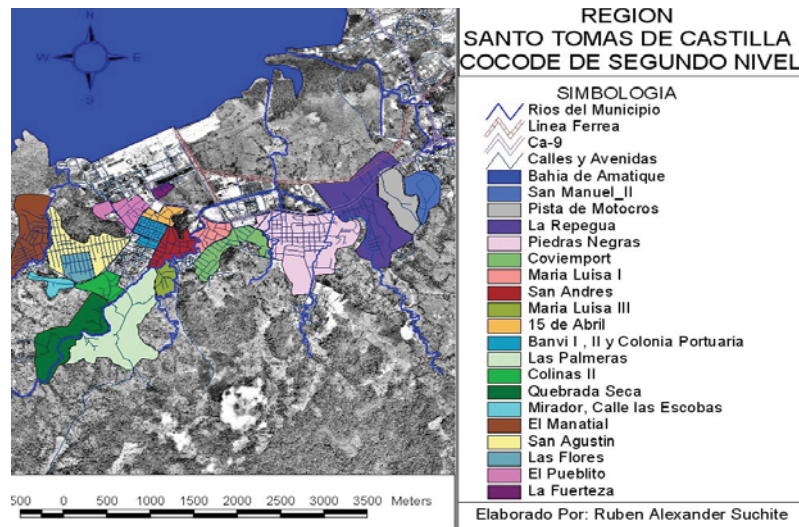 REGION
SANTO TOMAS DE CASTILLA
COCODE DE SEGUNDO NIVEL
SIMBOLOGIA
Rios del Municipio
Linea Ferrea
Ca-9
Calles y Avenidas
Bahia de Amatique
San Manuel_II
Pista de Motocros
La Repegua
Piedras Negras
Coviemport
Maria Luisa I
San Andres
Maria Luisa III
15 de Abril
Banvi I , II y Colonia Portuaria
Las Palmeras
Colinas II
Quebrada Seca
Mirador, Calle las Escobas
El Manatial
San Agustin
Las Flores
El Pueblito
La Fuerteza
Elaborado Por: Ruben Alexander Suchite
N
W E
S
500 0 500 1000 1500 2000 2500 3000 3500 Meters